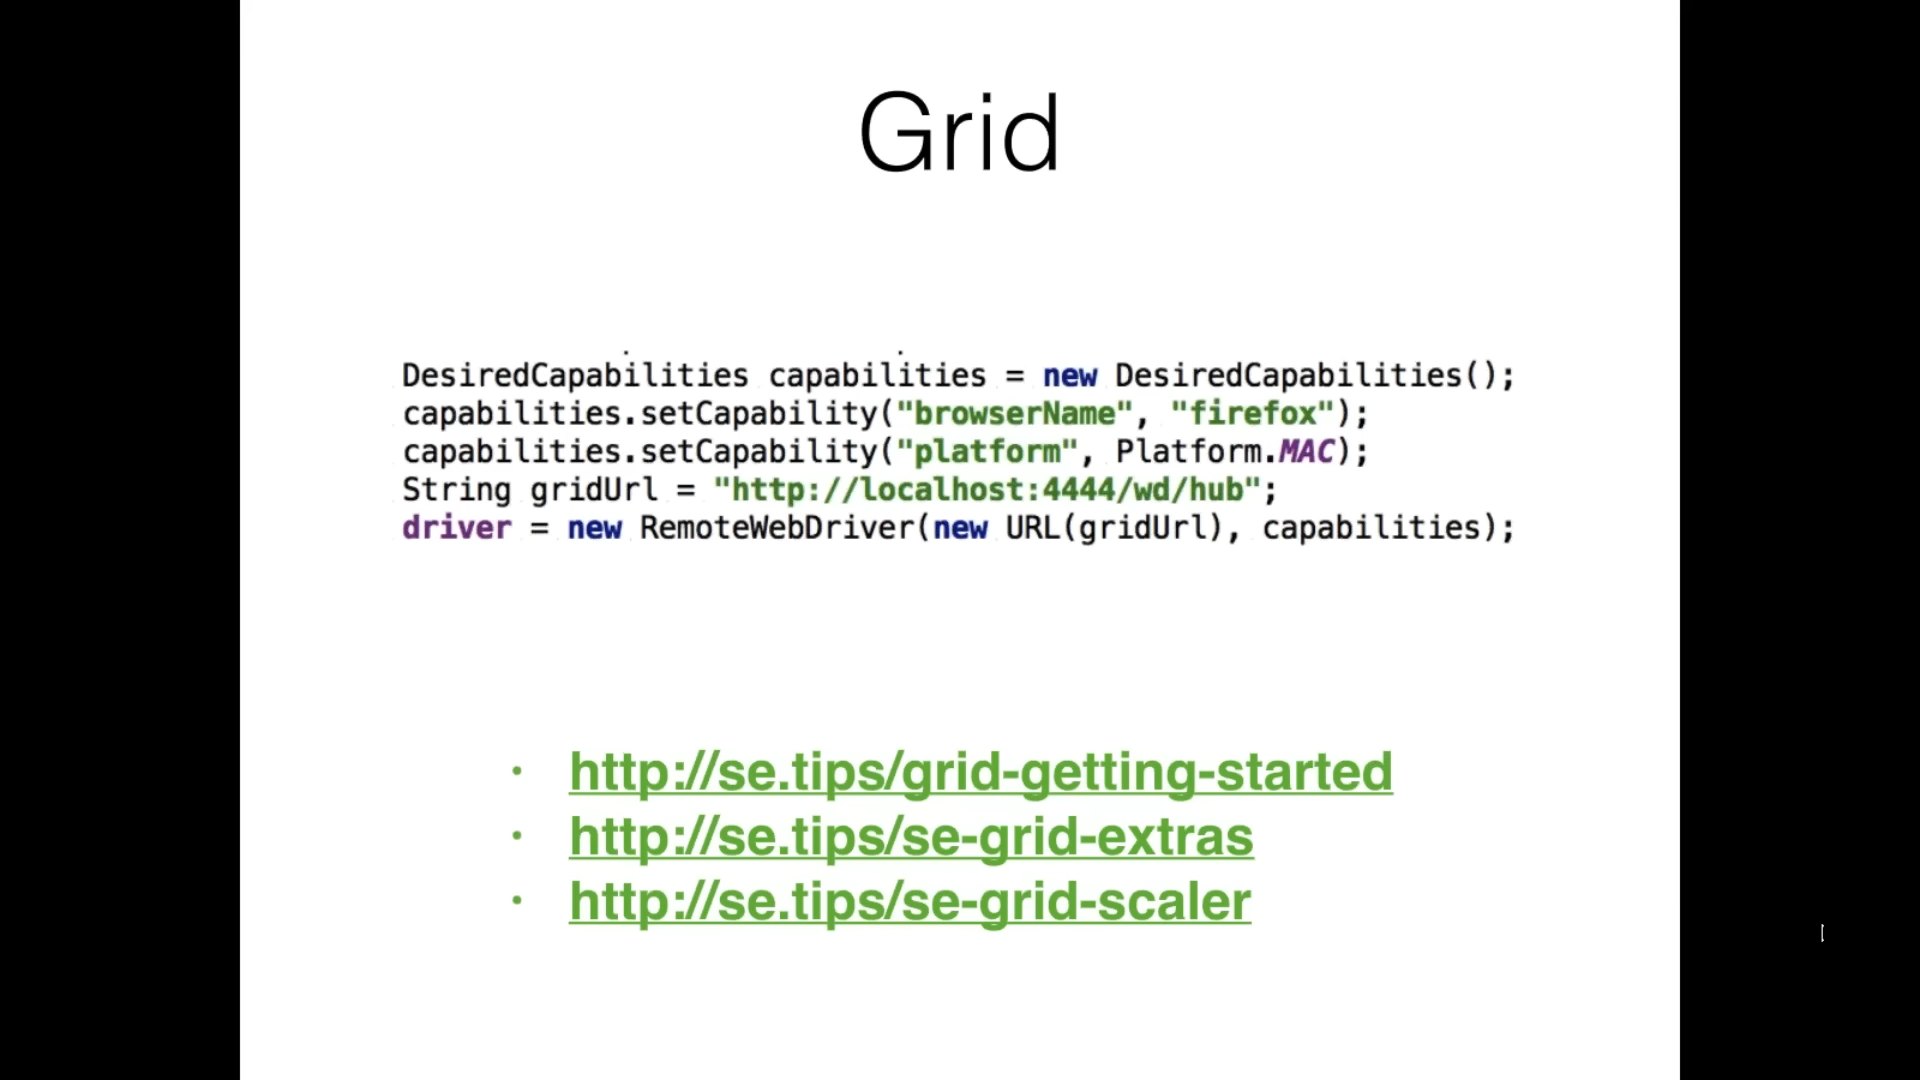 Grid
DesiredCapabilities capabilities = new DesiredCapabilities();
capabilities.setCapability("browserName", "firefox");
capabilities.setCapability("platform", Platform.MAC);
String gridUrl = "http://localhost:4444/wd/hub";
driver = new RemoteWebDriver(new URL(gridUrl), capabilities);
• http://se.tips/grid-getting-started
• http://se.tips/se-grid-extras
• http://se.tips/se-grid-scaler